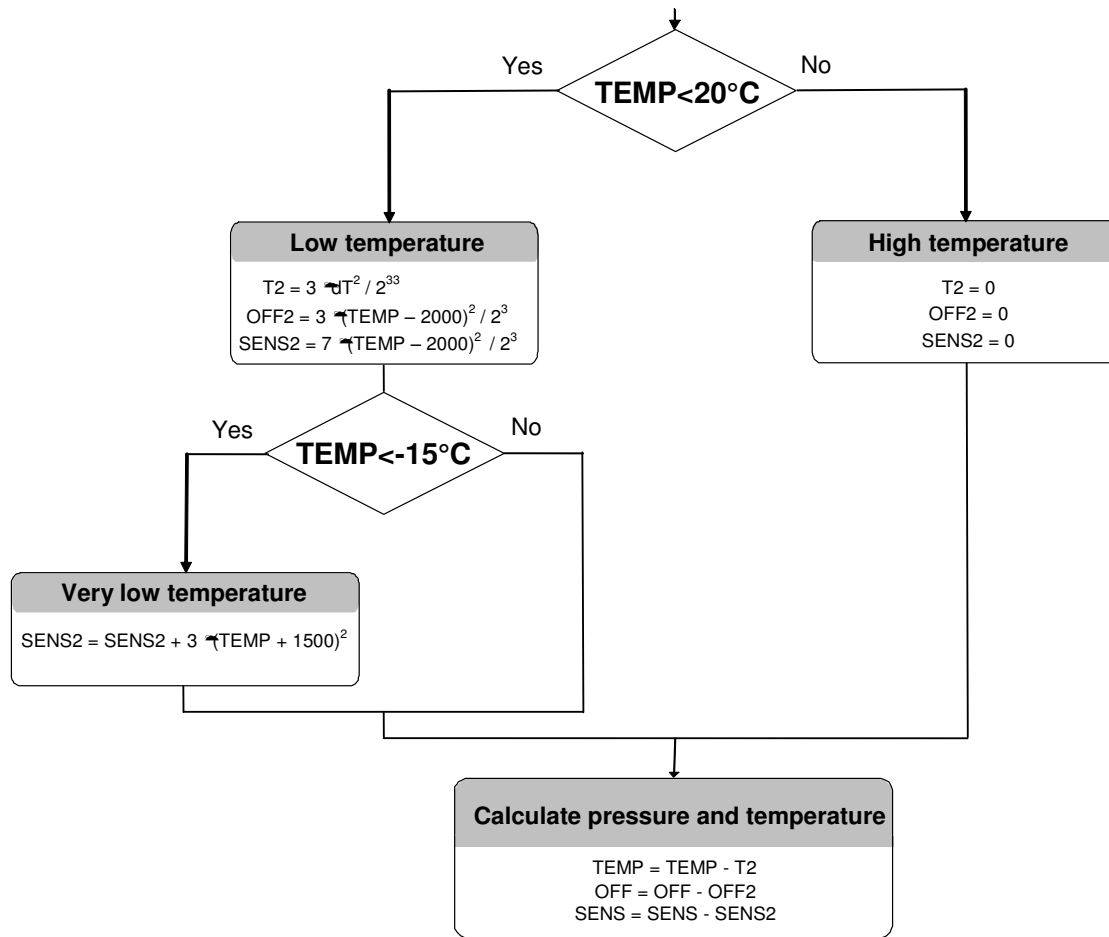 Yes
No
TEMP<20°C
Low temperature
T2 = 3 dT² / 2³³
OFF2 = 3 (TEMP – 2000)² / 2³
SENS2 = 7 (TEMP – 2000)² / 2³
High temperature
T2 = 0
OFF2 = 0
SENS2 = 0
Yes
No
TEMP<-15°C
Very low temperature
SENS2 = SENS2 + 3 (TEMP + 1500)²
Calculate pressure and temperature
TEMP = TEMP - T2
OFF = OFF - OFF2
SENS = SENS - SENS2